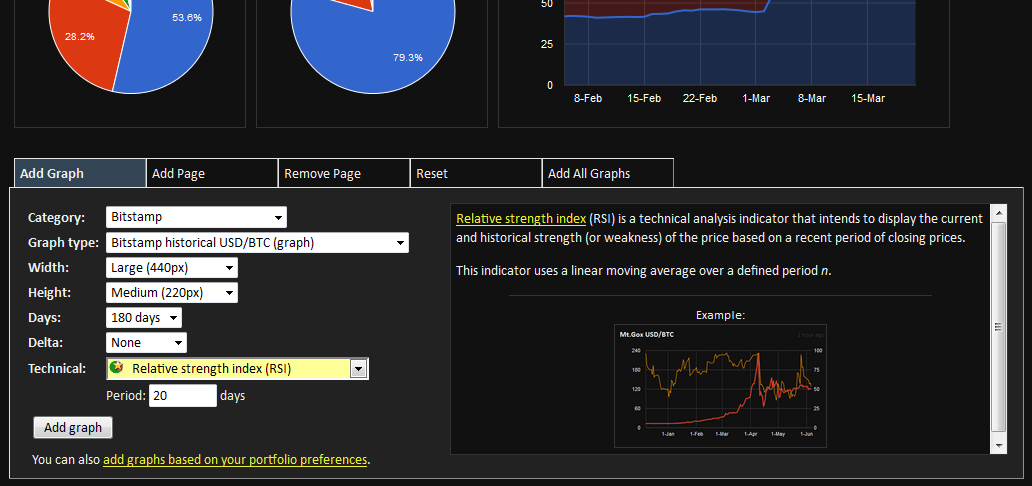 53.6%
28.2%
79.3%
50
25
0
8-Feb 15-Feb 22-Feb 1-Mar 8-Mar 15-Mar
Add Graph Add Page Remove Page Reset Add All Graphs
Category: Bitstamp
Graph type: Bitstamp historical USD/BTC (graph)
Width: Large (440px)
Height: Medium (220px)
Days: 180 days
Delta: None
Technical: Relative strength index (RSI)
Period: 20 days
Add graph
You can also add graphs based on your portfolio preferences.
Relative strength index (RSI) is a technical analysis indicator that intends to display the current
and historical strength (or weakness) of the price based on a recent period of closing prices.
This indicator uses a linear moving average over a defined period n.
Example:
Mt.Gox USD/BTC 1 hour ago
240 100
180 75
120 50
60 25
0 0
1-Jan 1-Feb 1-Mar 1-Apr 1-May 1-Jun